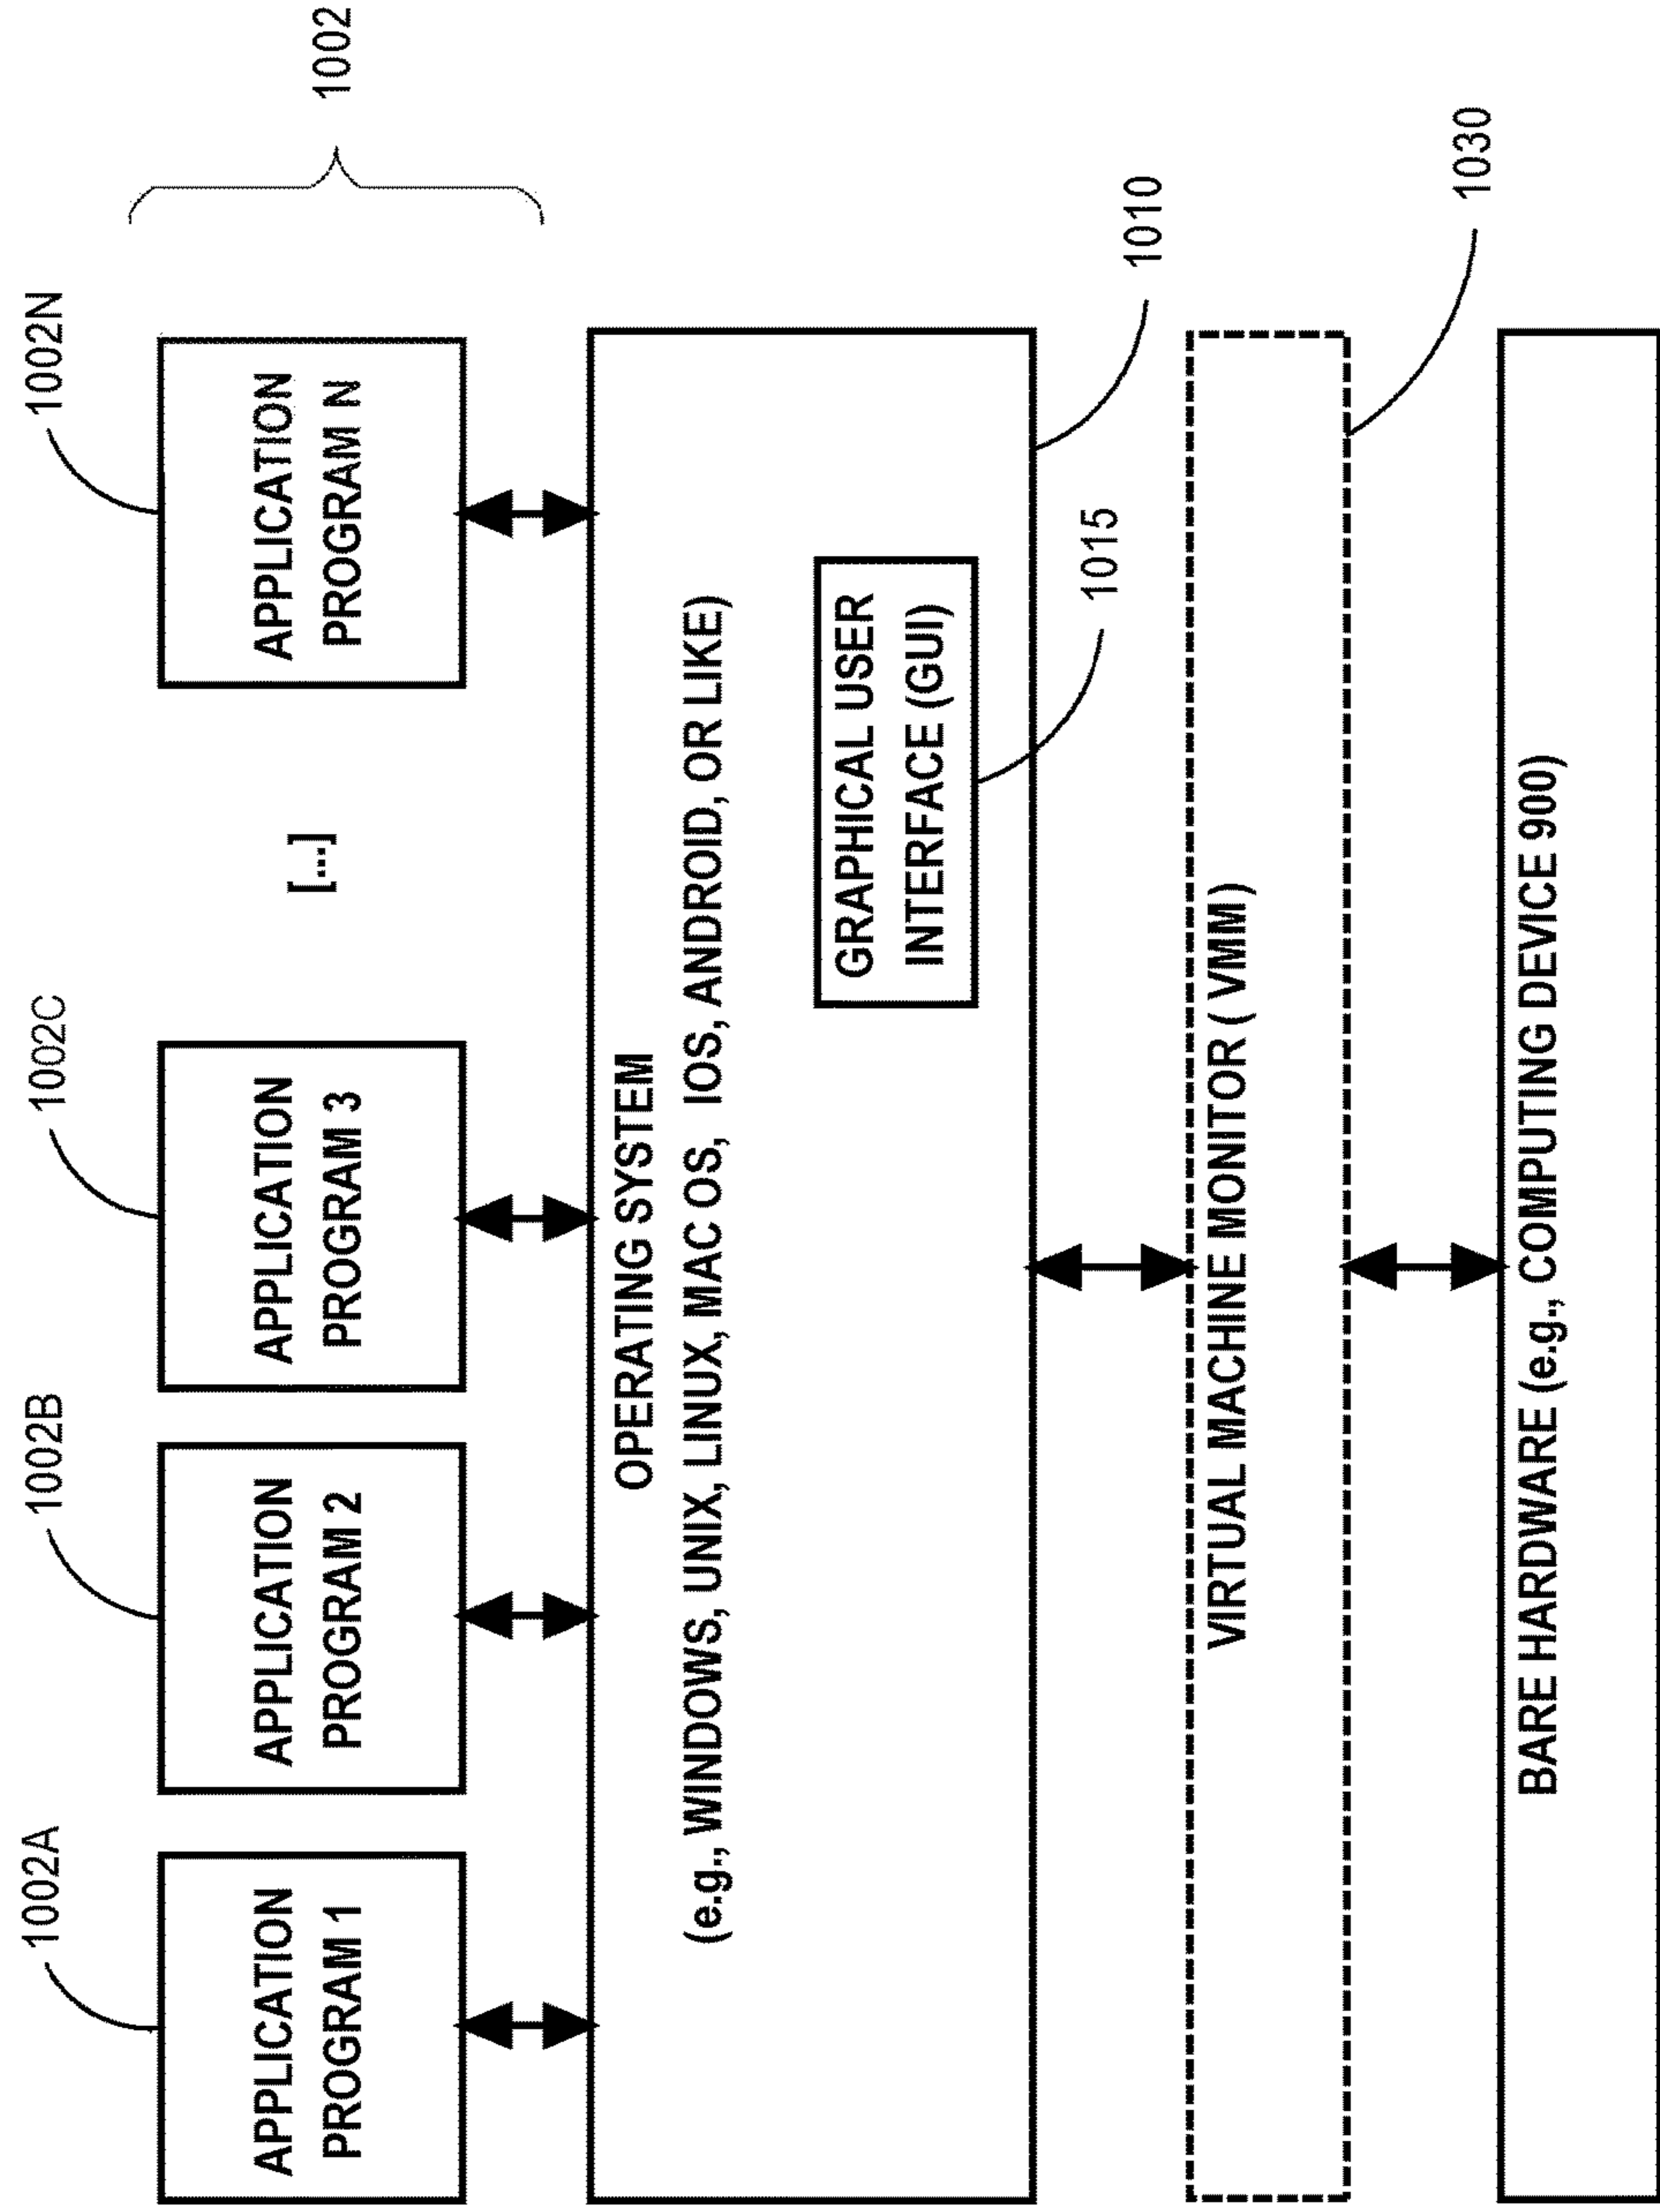 1002A
1002B
1002C
1002N
1002
APPLICATION
PROGRAM 1
APPLICATION
PROGRAM 2
APPLICATION
PROGRAM 3
[...]
APPLICATION
PROGRAM N
OPERATING SYSTEM
(e.g., WINDOWS, UNIX, LINUX, MAC OS, IOS, ANDROID, OR LIKE)
GRAPHICAL USER
INTERFACE (GUI)
1015
1010
VIRTUAL MACHINE MONITOR ( VMM)
1030
BARE HARDWARE (e.g., COMPUTING DEVICE 900)